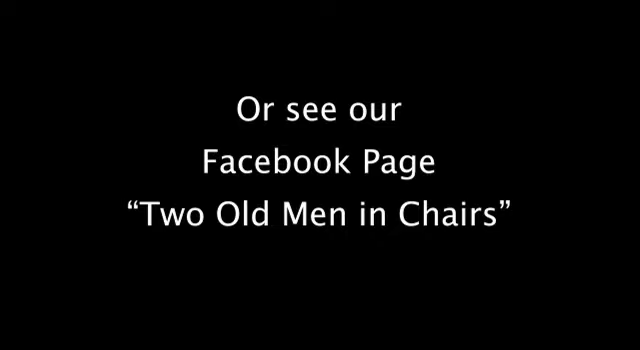 Or see our
Facebook Page
“Two Old Men in Chairs”